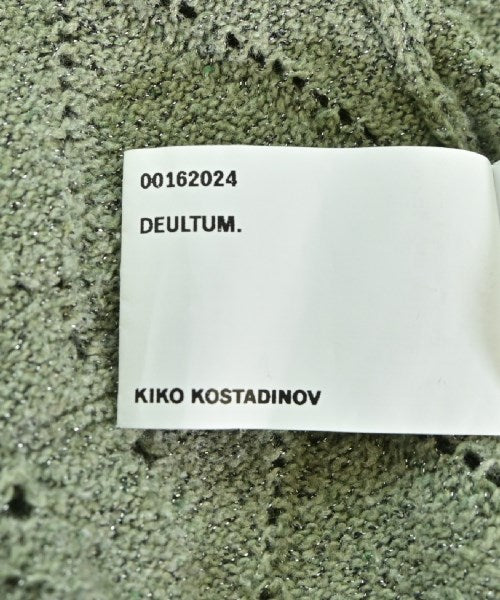 00162024
DEULTUM.
KIKO KOSTADINOV